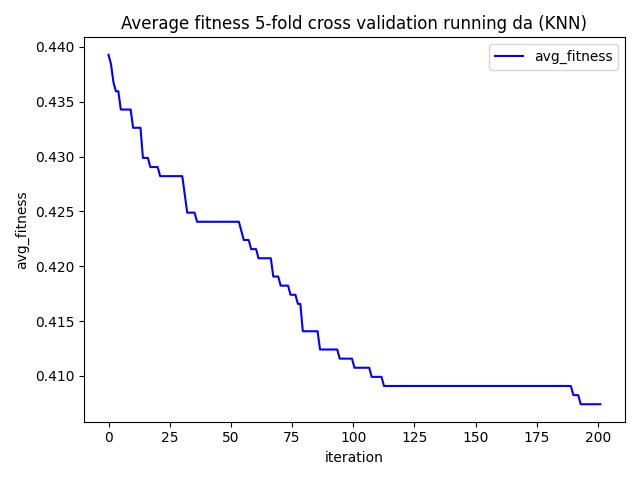 Average fitness 5-fold cross validation running da (KNN)
avg_fitness
0.440
0.435
0.430
0.425
0.420
0.415
0.410
avg_fitness
0 25 50 75 100 125 150 175 200
iteration